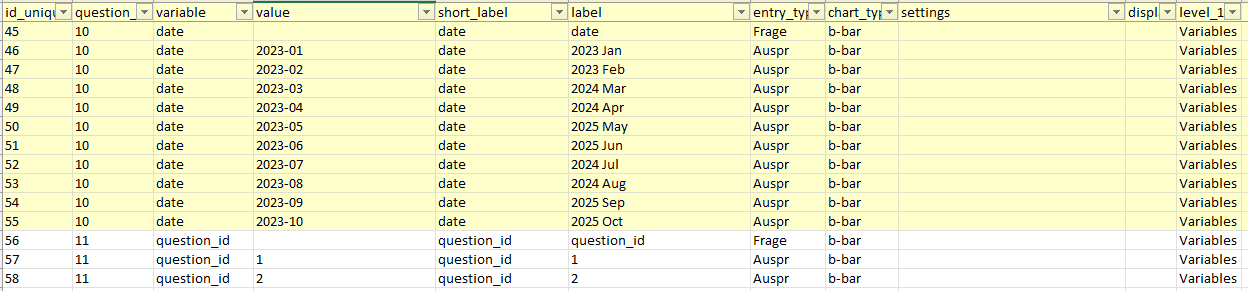 id_uniqu question_ variable value short_label label entry_typ chart_typ settings displ level_1
45 10 date date date Frage b-bar Variables
46 10 date 2023-01 date 2023 Jan Auspr b-bar Variables
47 10 date 2023-02 date 2023 Feb Auspr b-bar Variables
48 10 date 2023-03 date 2024 Mar Auspr b-bar Variables
49 10 date 2023-04 date 2024 Apr Auspr b-bar Variables
50 10 date 2023-05 date 2025 May Auspr b-bar Variables
51 10 date 2023-06 date 2025 Jun Auspr b-bar Variables
52 10 date 2023-07 date 2024 Jul Auspr b-bar Variables
53 10 date 2023-08 date 2024 Aug Auspr b-bar Variables
54 10 date 2023-09 date 2025 Sep Auspr b-bar Variables
55 10 date 2023-10 date 2025 Oct Auspr b-bar Variables
56 11 question_id question_id question_id Frage b-bar Variables
57 11 question_id 1 question_id 1 Auspr b-bar Variables
58 11 question_id 2 question_id 2 Auspr b-bar Variables